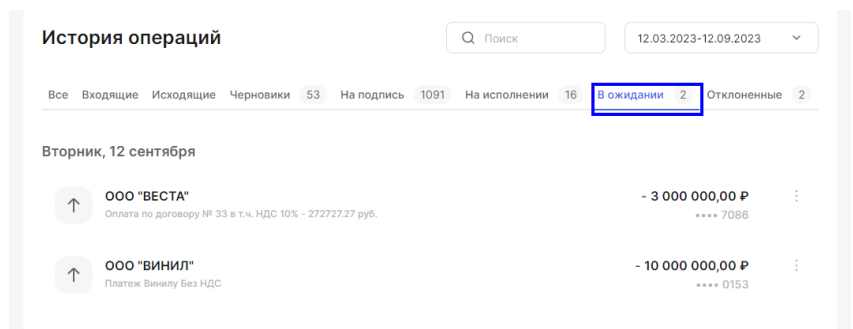 История операций
Поиск
12.03.2023-12.09.2023
Все Входящие Исходящие Черновики 53 На подпись 1091 На исполнении 16 В ожидании 2 Отклоненные 2
Вторник, 12 сентября
ООО "ВЕСТА" - 3 000 000,00 ₽
Оплата по договору № 33 в т.ч. НДС 10% - 272727.27 руб. •••• 7086
ООО "ВИНИЛ" - 10 000 000,00 ₽
Платеж Винилу Без НДС •••• 0153